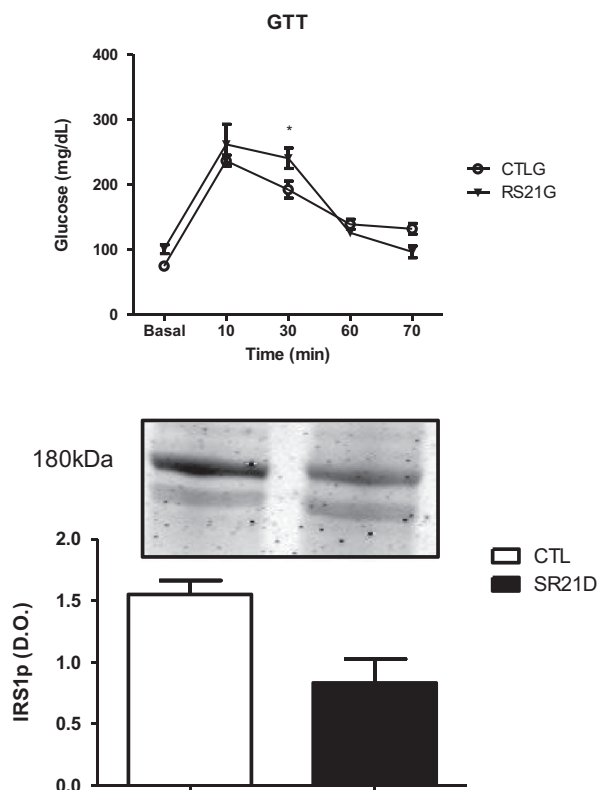 GTT
400
300
200
100
0
Glucose (mg/dL)
*
Basal 10 30 60 70
Time (min)
CTLG
RS21G
180kDa
2.0
1.5
1.0
0.5
0.0
IRS1p (D.O.)
CTL
SR21D